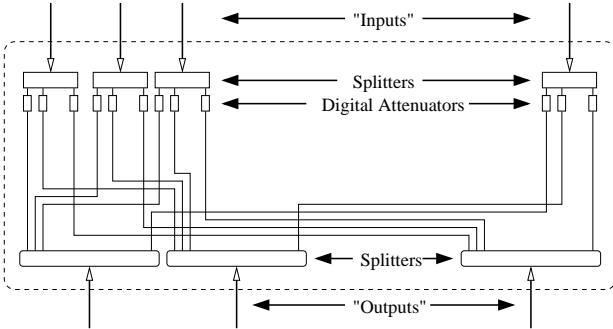 "Inputs"
Splitters
Digital Attenuators
Splitters
"Outputs"